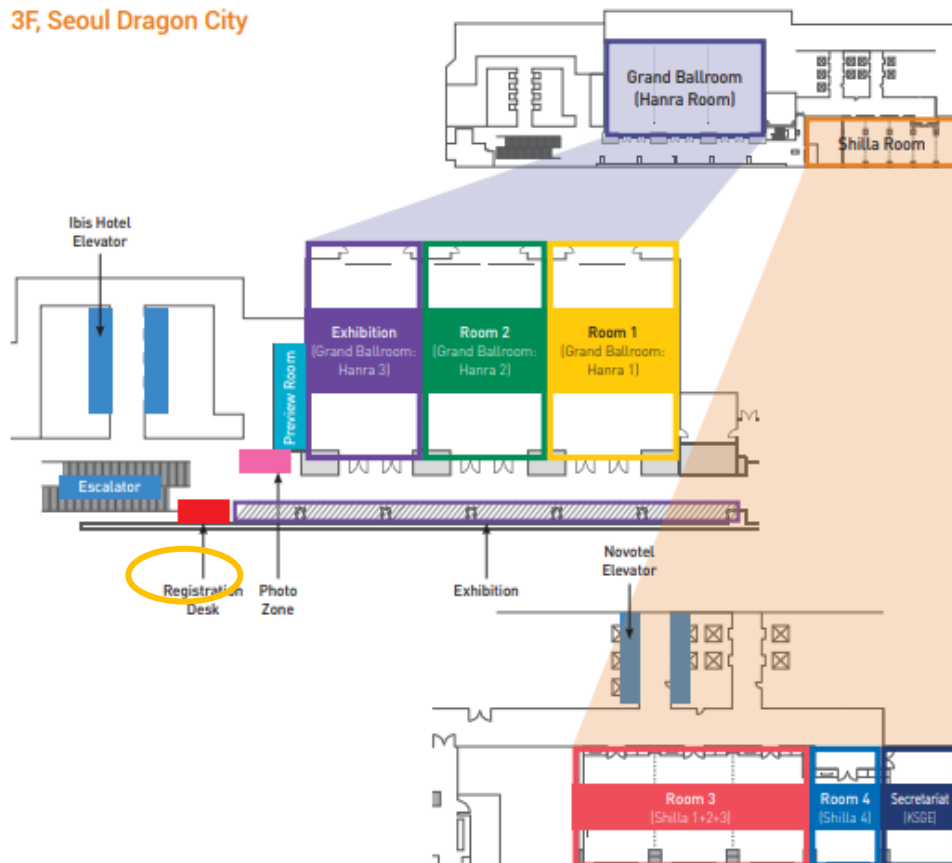 3F, Seoul Dragon City
Grand Ballroom
(Hanra Room)
Shilla Room
Ibis Hotel
Elevator
Exhibition
(Grand Ballroom:
Hanra 3)
Room 2
(Grand Ballroom:
Hanra 2)
Room 1
(Grand Ballroom:
Hanra 1)
Preview Room
Escalator
Registration
Desk
Photo
Zone
Exhibition
Novotel
Elevator
Room 3
(Shilla 1+2+3)
Room 4
(Shilla 4)
Secretariat
(KSGE)